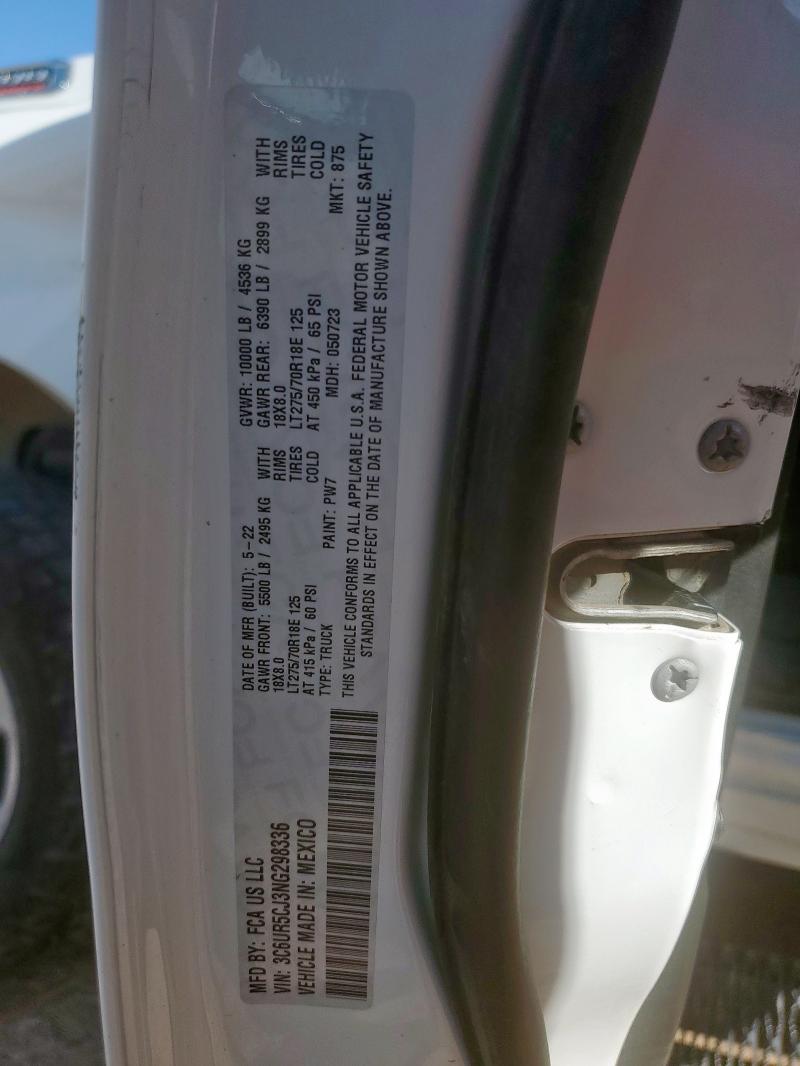 MFD BY: FCA US LLC
VIN: 3C6UR5CJ3NG298336
VEHICLE MADE IN: MEXICO
DATE OF MFR (BUILT): 5-22 GVWR: 10000 LB / 4536 KG
GAWR FRONT: 5500 LB / 2495 KG WITH GAWR REAR: 6390 LB / 2899 KG WITH
18X8.0 RIMS 18X8.0 RIMS
LT275/70R18E 125 TIRES LT275/70R18E 125 TIRES
AT 415 kPa / 60 PSI COLD AT 450 kPa / 65 PSI COLD
TYPE: TRUCK PAINT: PW7 MDH: 050723 MKT: 875
THIS VEHICLE CONFORMS TO ALL APPLICABLE U.S.A. FEDERAL MOTOR VEHICLE SAFETY
STANDARDS IN EFFECT ON THE DATE OF MANUFACTURE SHOWN ABOVE.